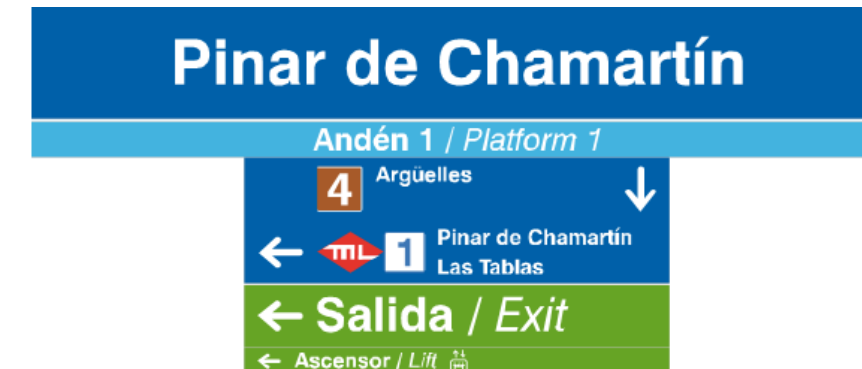 Pinar de Chamartín
Andén 1 / Platform 1
4 Argüelles
ML 1 Pinar de Chamartín
Las Tablas
Salida / Exit
Ascensor / Lift